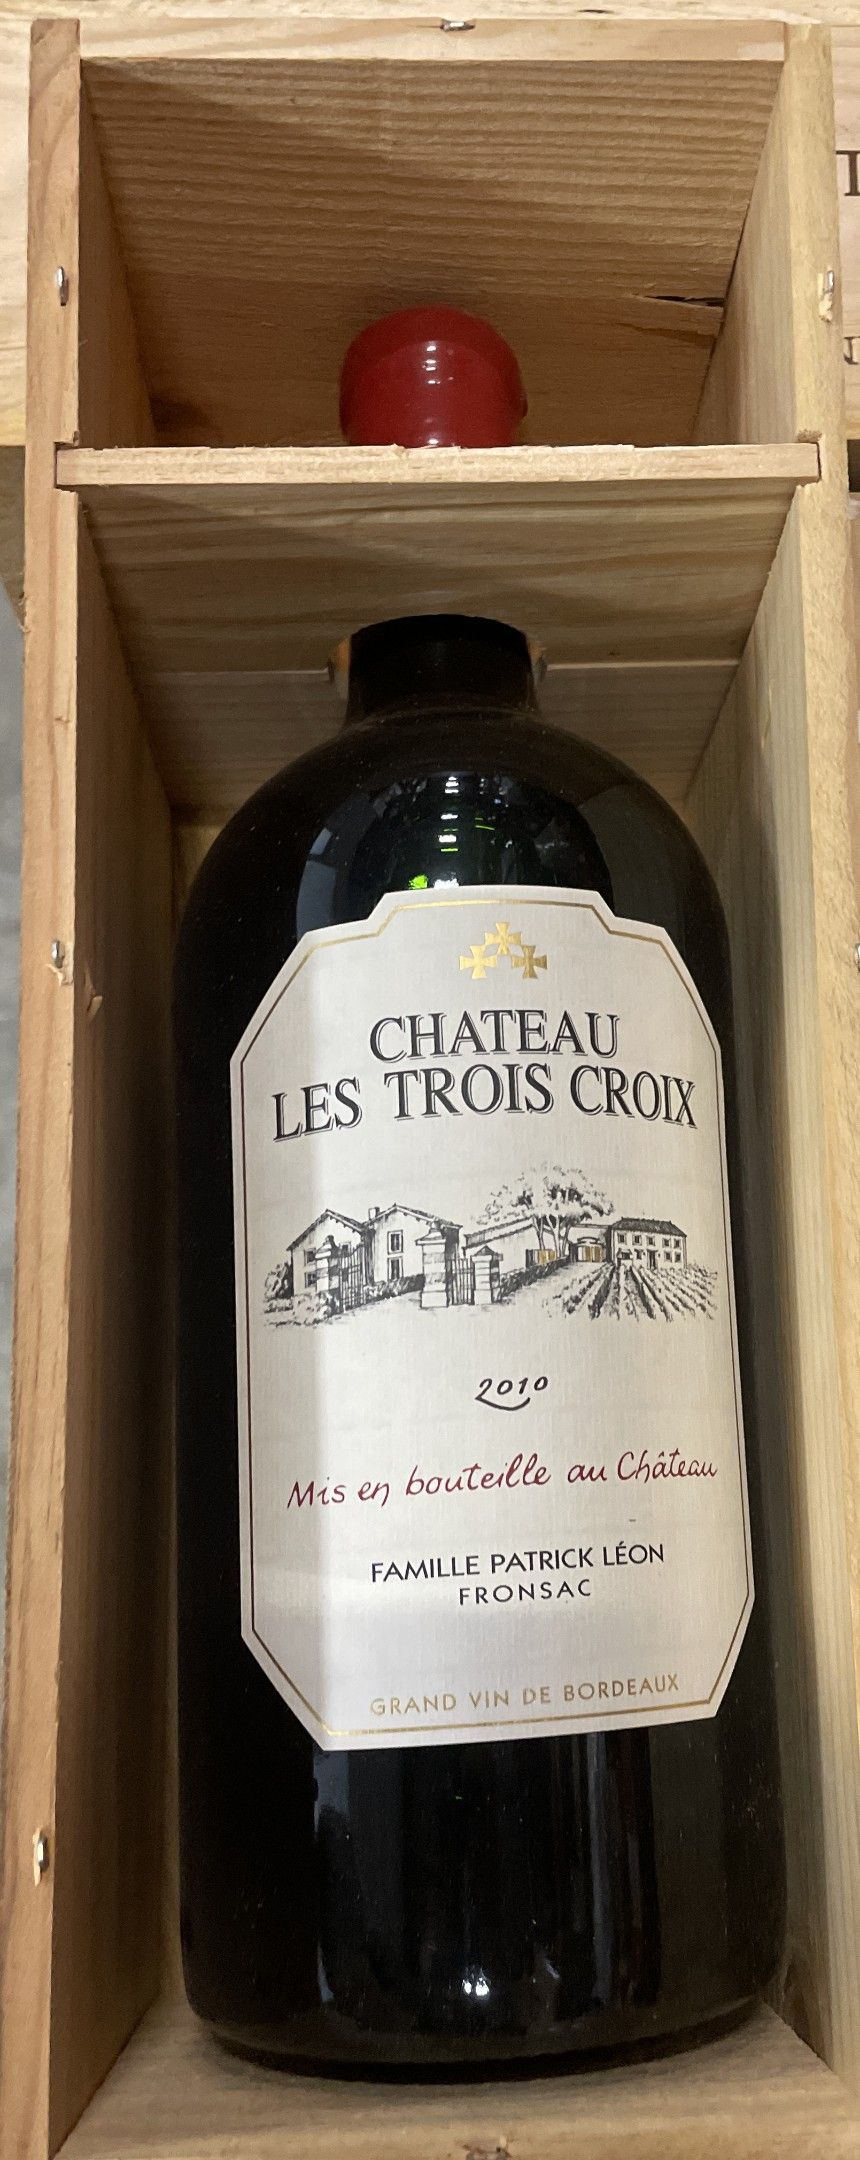 CHATEAU
LES TROIS CROIX
2010
Mis en bouteille au Château
FAMILLE PATRICK LÉON
FRONSAC
GRAND VIN DE BORDEAUX